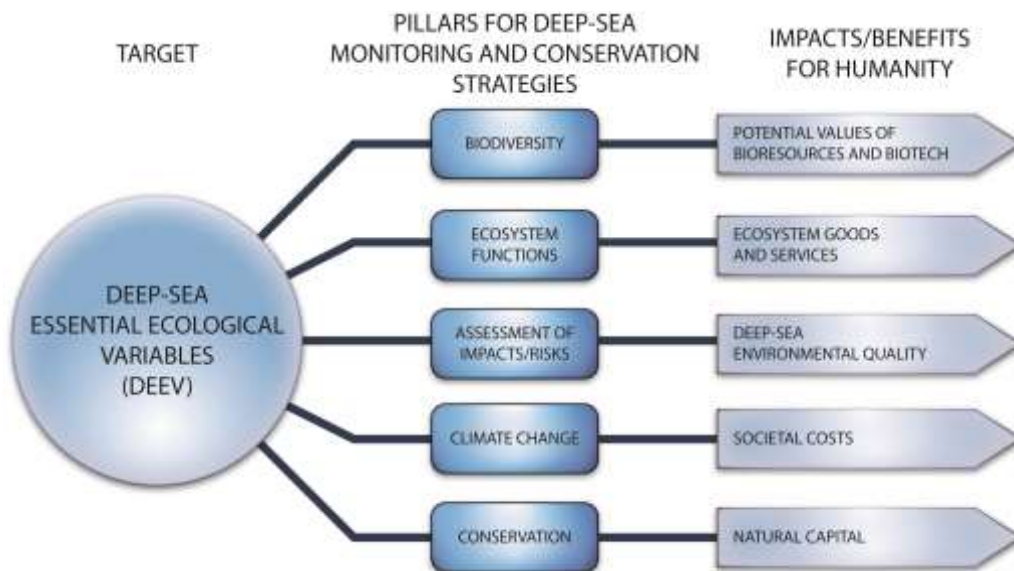 TARGET
PILLARS FOR DEEP-SEA
MONITORING AND CONSERVATION
STRATEGIES
IMPACTS/BENEFITS
FOR HUMANITY
DEEP-SEA
ESSENTIAL ECOLOGICAL
VARIABLES
(DEEV)
BIODIVERSITY
POTENTIAL VALUES OF
BIORESOURCES AND BIOTECH
ECOSYSTEM
FUNCTIONS
ECOSYSTEM GOODS
AND SERVICES
ASSESSMENT OF
IMPACTS/RISKS
DEEP-SEA
ENVIRONMENTAL QUALITY
CLIMATE CHANGE
SOCIETAL COSTS
CONSERVATION
NATURAL CAPITAL